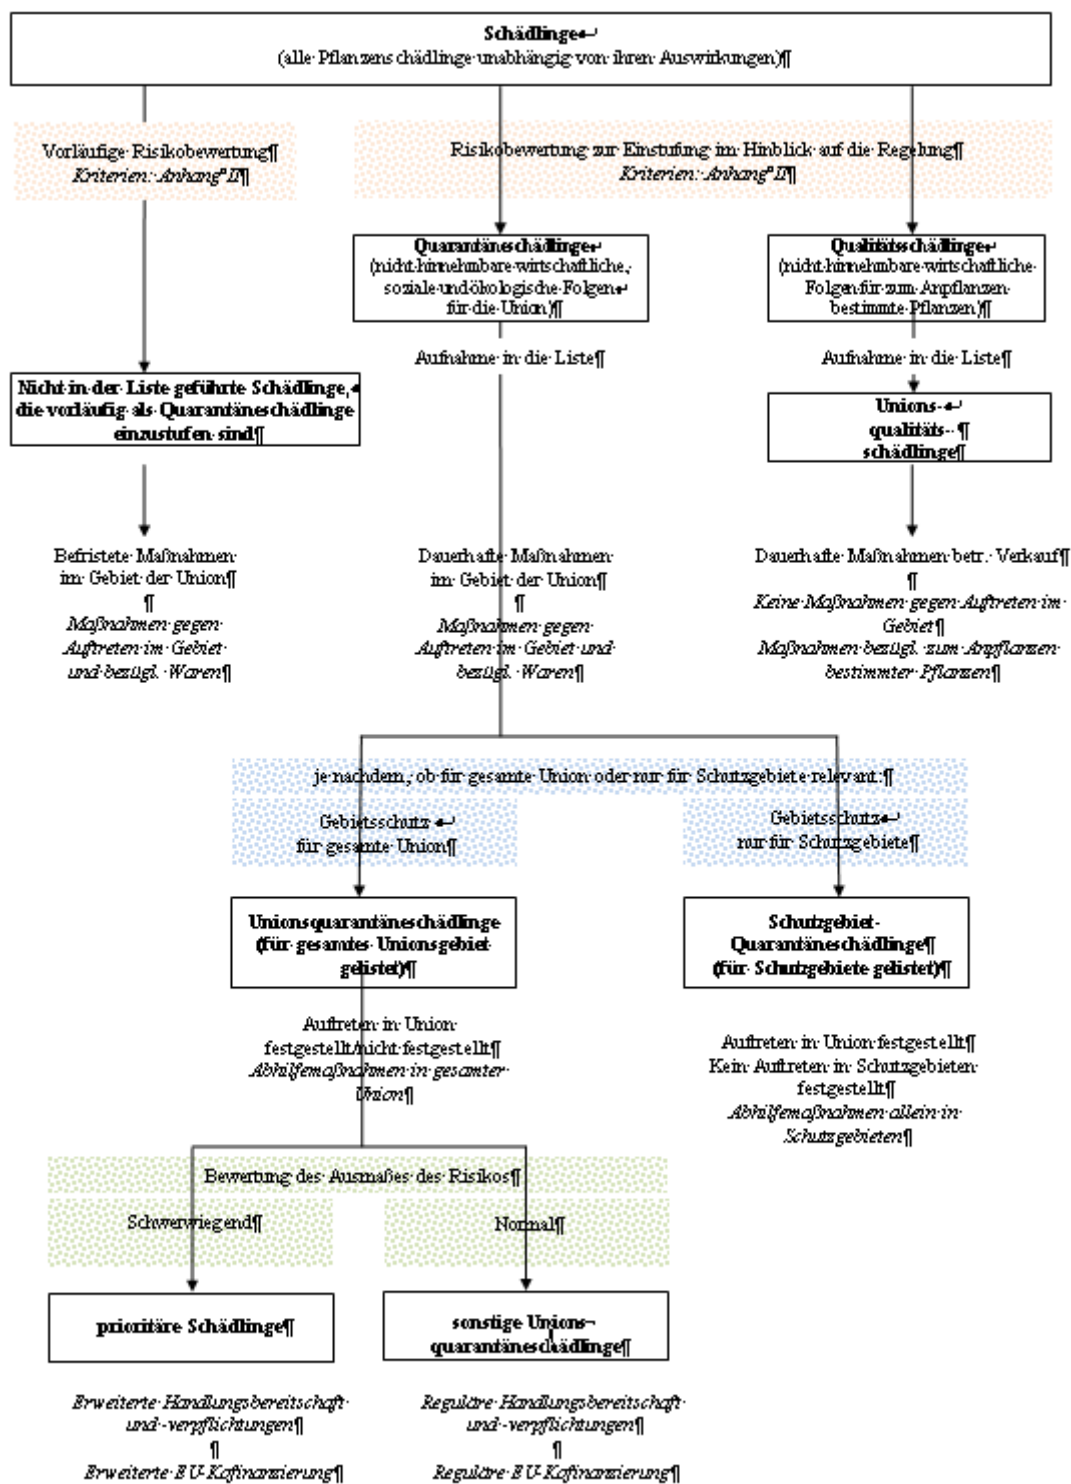 Schädlinge↵
(alle·Pflanzenschädlinge·unabhängig·von·ihren·Auswirkungen)¶
Vorläufige·Risikobewertung¶
Kriterien:·Anhang°II¶
Risikobewertung·zur·Einstufung·im·Hinblick·auf·die·Regelung¶
Kriterien:·Anhang°II¶
Quarantäneschädlinge↵
(nicht·hinnehmbare·wirtschaftliche,·
soziale·und·ökologische·Folgen↵
für·die·Union)¶
Qualitätsschädlinge↵
(nicht·hinnehmbare·wirtschaftliche·
Folgen·für·zum·Anpflanzen·
bestimmte·Pflanzen)¶
Aufnahme·in·die·Liste¶
Aufnahme·in·die·Liste¶
Nicht·in·der·Liste·geführte·Schädlinge,·
die·vorläufig·als·Quarantäneschädlinge·
einzustufen·sind¶
Unions-↵
qualitäts-·¶
schädlinge¶
Befristete·Maßnahmen·
im·Gebiet·der·Union¶
¶
Maßnahmen·gegen·
Auftreten·im·Gebiet·
und·bezügl.·Waren¶
Dauerhafte·Maßnahmen·
im·Gebiet·der·Union¶
¶
Maßnahmen·gegen·
Auftreten·im·Gebiet·und·
bezügl.·Waren¶
Dauerhafte·Maßnahmen·betr.·Verkauf¶
¶
Keine·Maßnahmen·gegen·Auftreten·im·
Gebiet¶
Maßnahmen·bezügl.·zum·Anpflanzen·
bestimmter·Pflanzen¶
je·nachdem,·ob·für·gesamte·Union·oder·nur·für·Schutzgebiete·relevant:¶
Gebietsschutz·↵
für·gesamte·Union¶
Gebietsschutz↵
nur·für·Schutzgebiete¶
Unionsquarantäneschädlinge·
(für·gesamtes·Unionsgebiet·
gelistet)¶
Schutzgebiet-
Quarantäneschädlinge¶
(für·Schutzgebiete·gelistet)¶
Auftreten·in·Union·
festgestellt/nicht·festgestellt¶
Abhilfemaßnahmen·in·gesamter·
Union¶
Auftreten·in·Union·festgestellt¶
Kein·Auftreten·in·Schutzgebieten·
festgestellt¶
Abhilfemaßnahmen·allein·in·
Schutzgebieten¶
Bewertung·des·Ausmaßes·des·Risikos¶
Schwerwiegend¶
Normal¶
prioritäre·Schädlinge¶
sonstige·Unions¬
quarantäneschädlinge¶
Erweiterte·Handlungsbereitschaft·
und·-verpflichtungen¶
¶
Erweiterte·EU-Kofinanzierung¶
Reguläre·Handlungsbereitschaft·
und·-verpflichtungen¶
¶
Reguläre·EU-Kofinanzierung¶